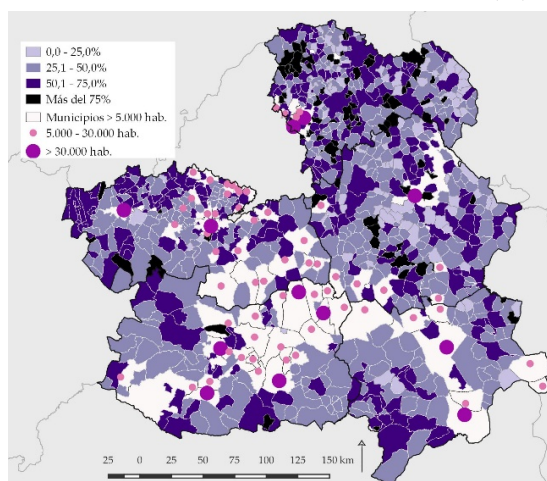 0,0 - 25,0%
25,1 - 50,0%
50,1 - 75,0%
Más del 75%
Municipios > 5.000 hab.
5.000 - 30.000 hab.
> 30.000 hab.
25 0 25 50 75 100 125 150 km